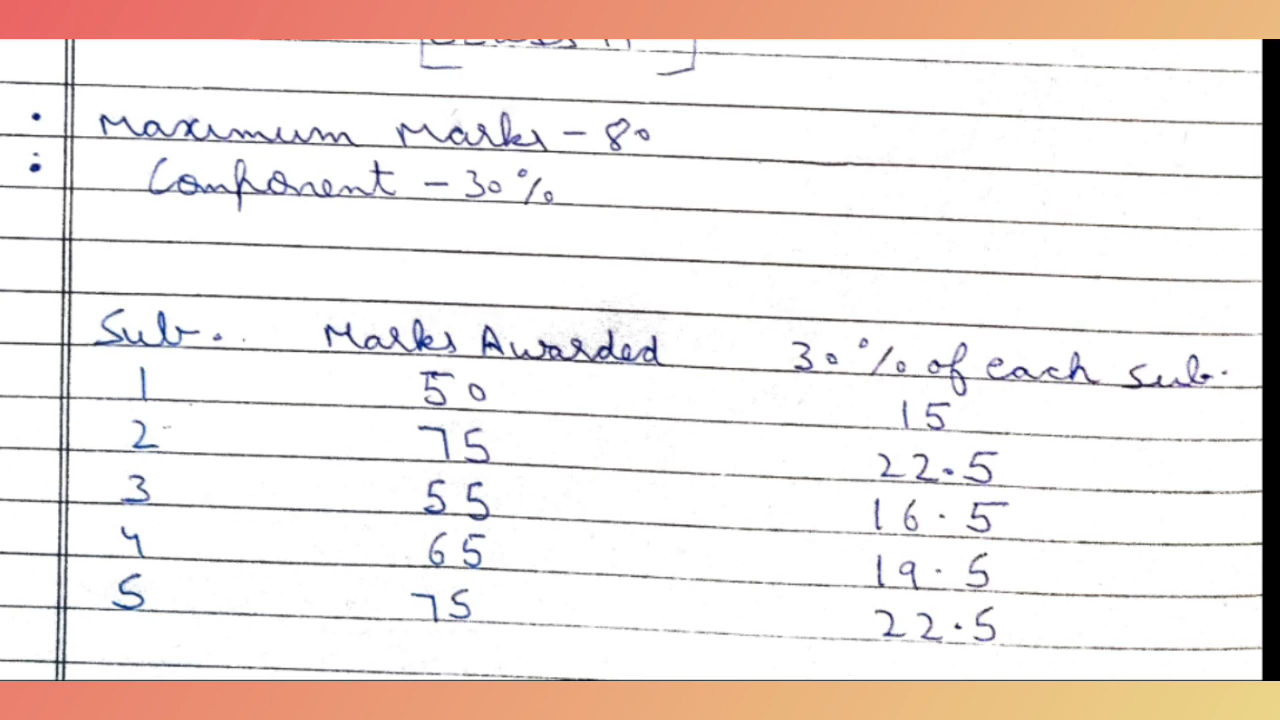 Maximum Marks - 80
Component - 30%
Sub. Marks Awarded 30% of each sub.
1 50 15
2 75 22.5
3 55 16.5
4 65 19.5
5 75 22.5